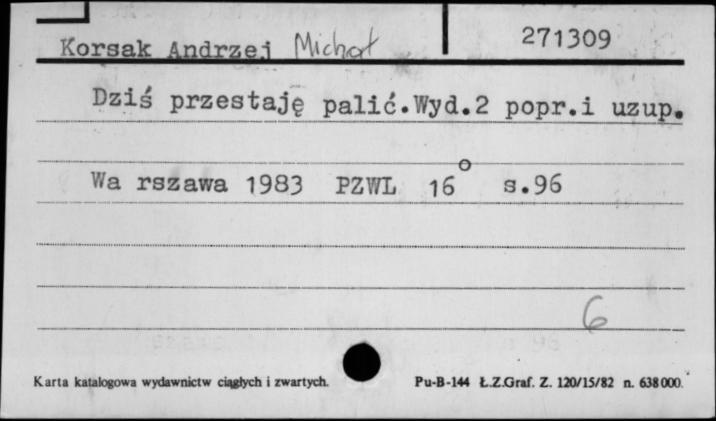 Korsak Andrzej Michał 271309
Dziś przestaję palić.Wyd.2 popr.i uzup.
Wa rszawa 1983 PZWL 16° s.96
6
Karta katalogowa wydawnictw ciągłych i zwartych. Pu-B-144 Ł.Z.Graf. Z. 120/15/82 n. 638000.